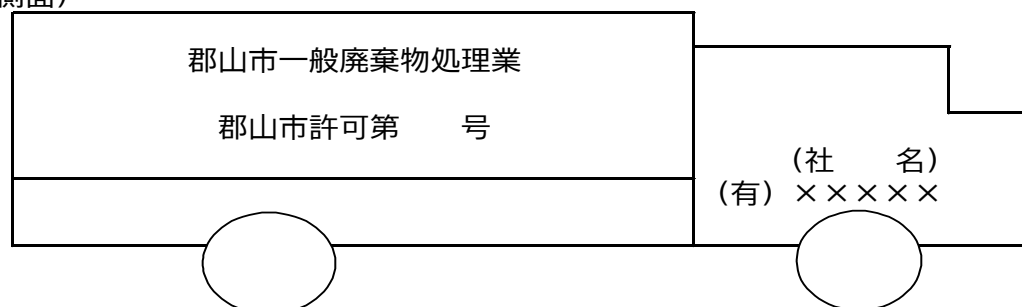 側面）
郡山市一般廃棄物処理業
郡山市許可第　　号
（社　　名）
（有）×××××